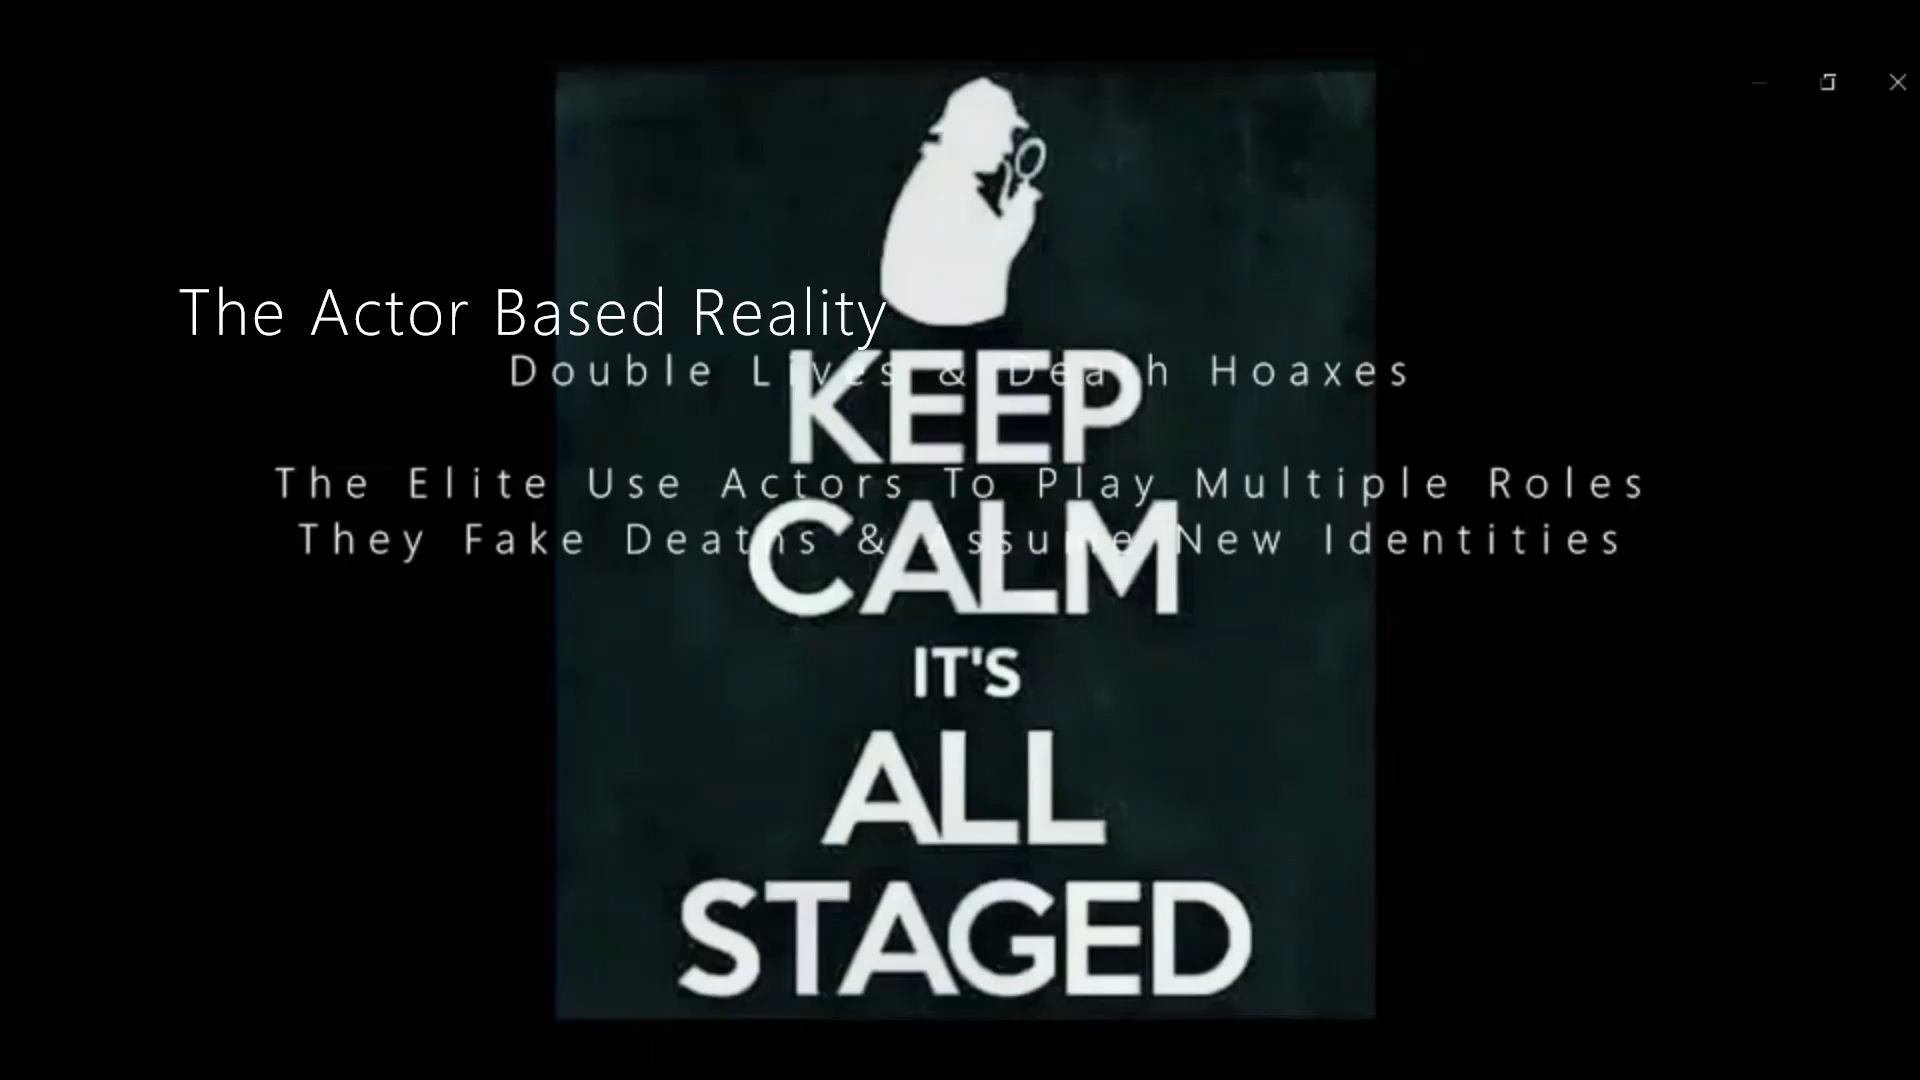 The Actor Based Reality
Double Lives & Death Hoaxes
KEEP
The Elite Use Actors To Play Multiple Roles
They Fake Deaths & Assume New Identities
CALM
IT'S
ALL
STAGED